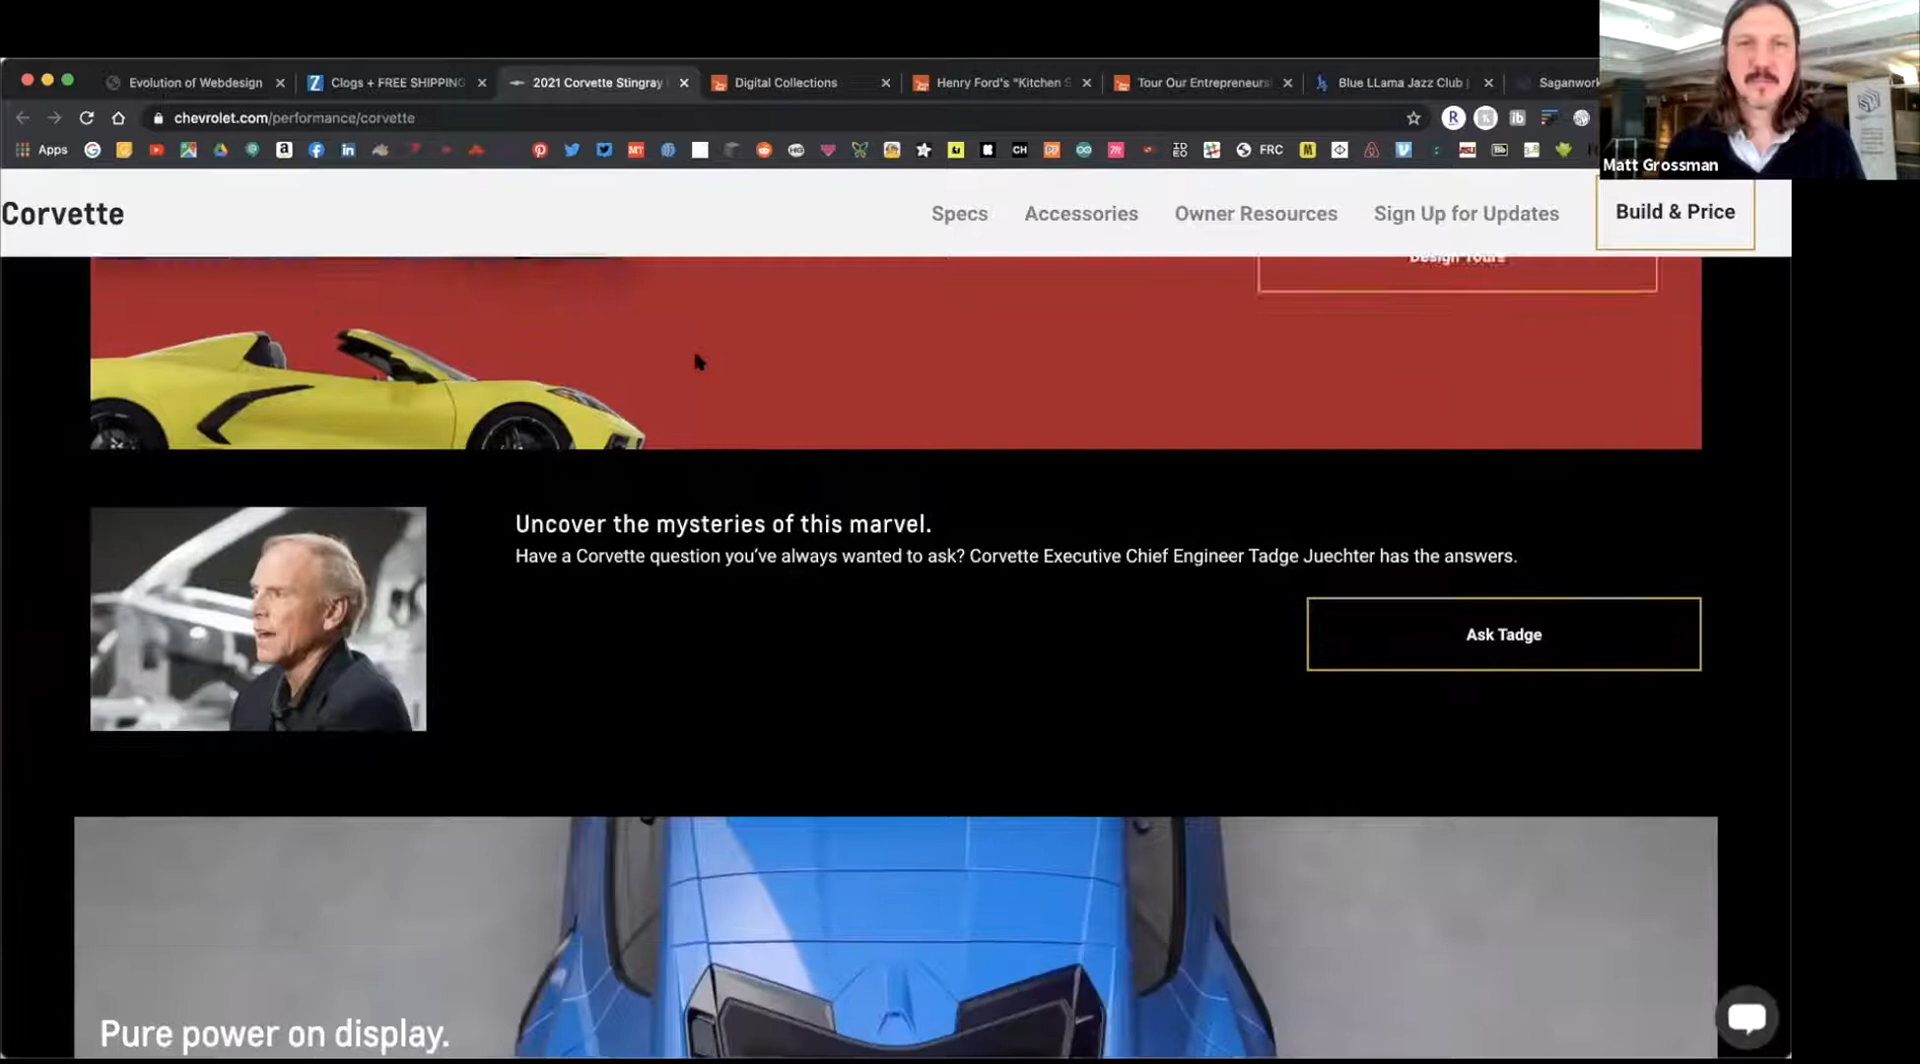 Evolution of Webdesign
Clogs + FREE SHIPPING
2021 Corvette Stingray
Digital Collections
Henry Ford's "Kitchen S
Tour Our Entrepreneurs
Blue LLama Jazz Club
Saganwork
chevrolet.com/performance/corvette
Apps
FRC
Matt Grossman
Corvette
Specs
Accessories
Owner Resources
Sign Up for Updates
Build & Price
Design Tours
Uncover the mysteries of this marvel.
Have a Corvette question you've always wanted to ask? Corvette Executive Chief Engineer Tadge Juechter has the answers.
Ask Tadge
Pure power on display.